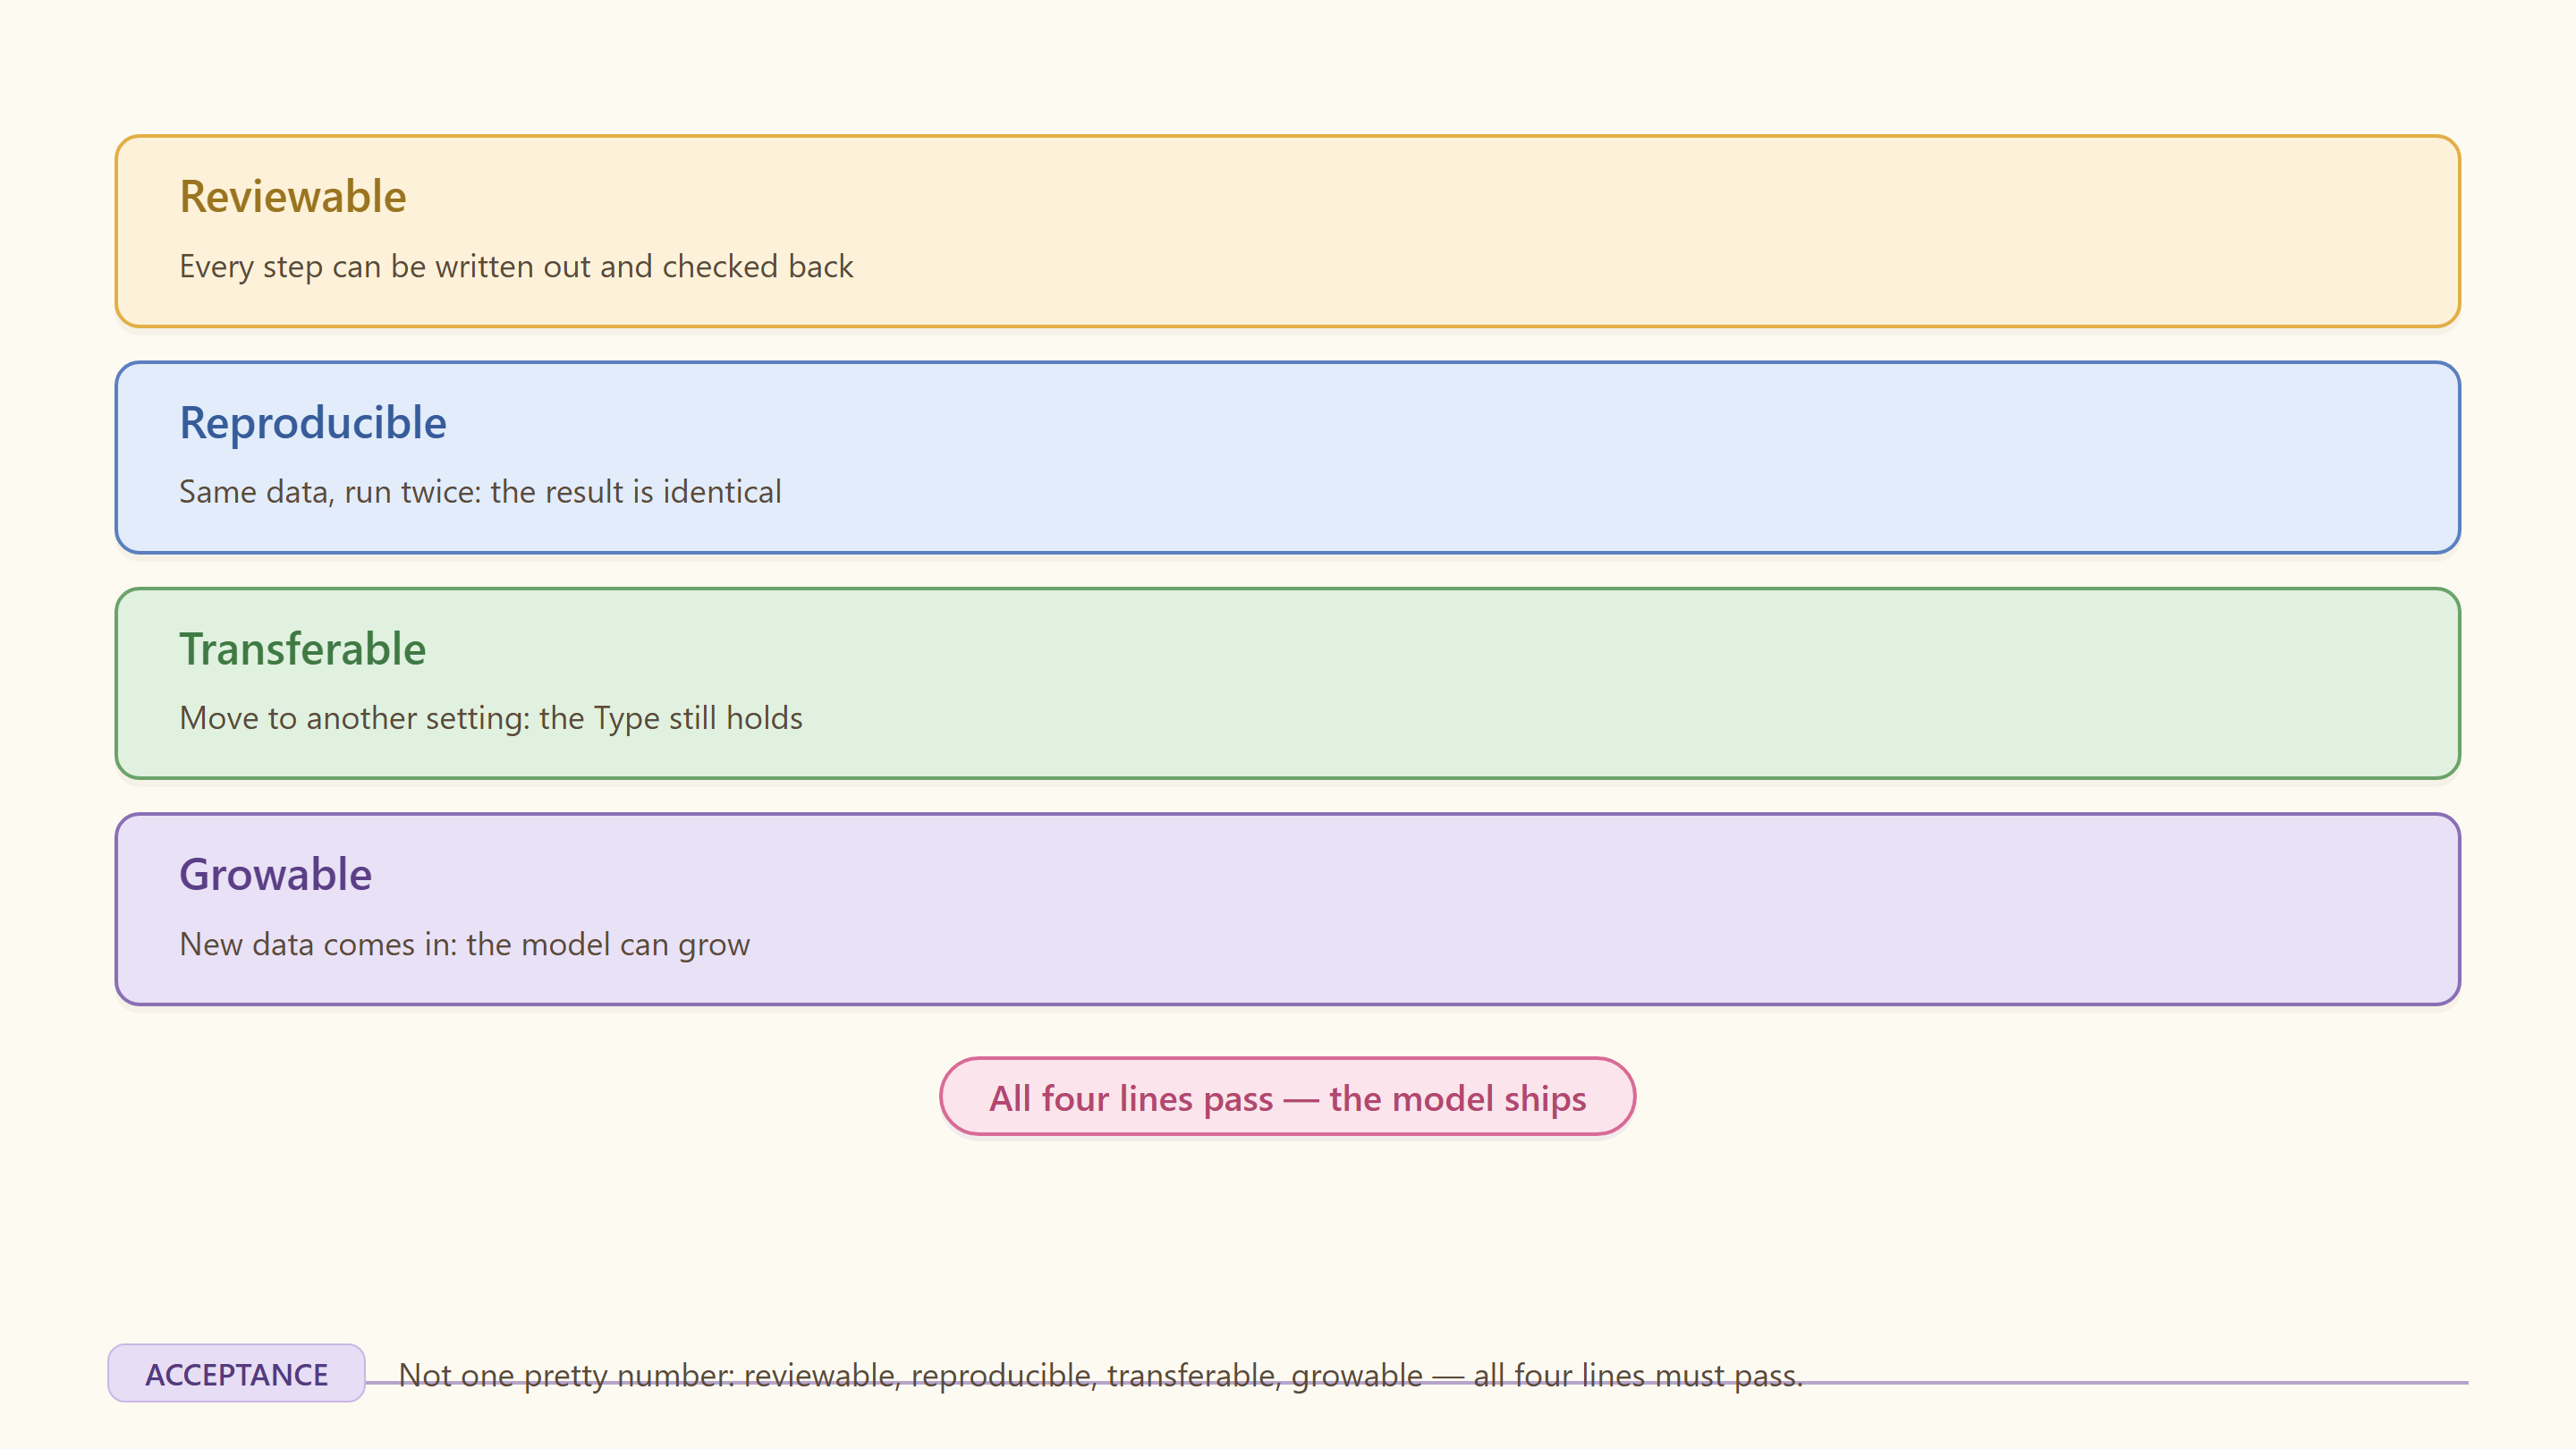 Reviewable
Every step can be written out and checked back
Reproducible
Same data, run twice: the result is identical
Transferable
Move to another setting: the Type still holds
Growable
New data comes in: the model can grow
All four lines pass — the model ships
ACCEPTANCE
Not one pretty number: reviewable, reproducible, transferable, growable — all four lines must pass.